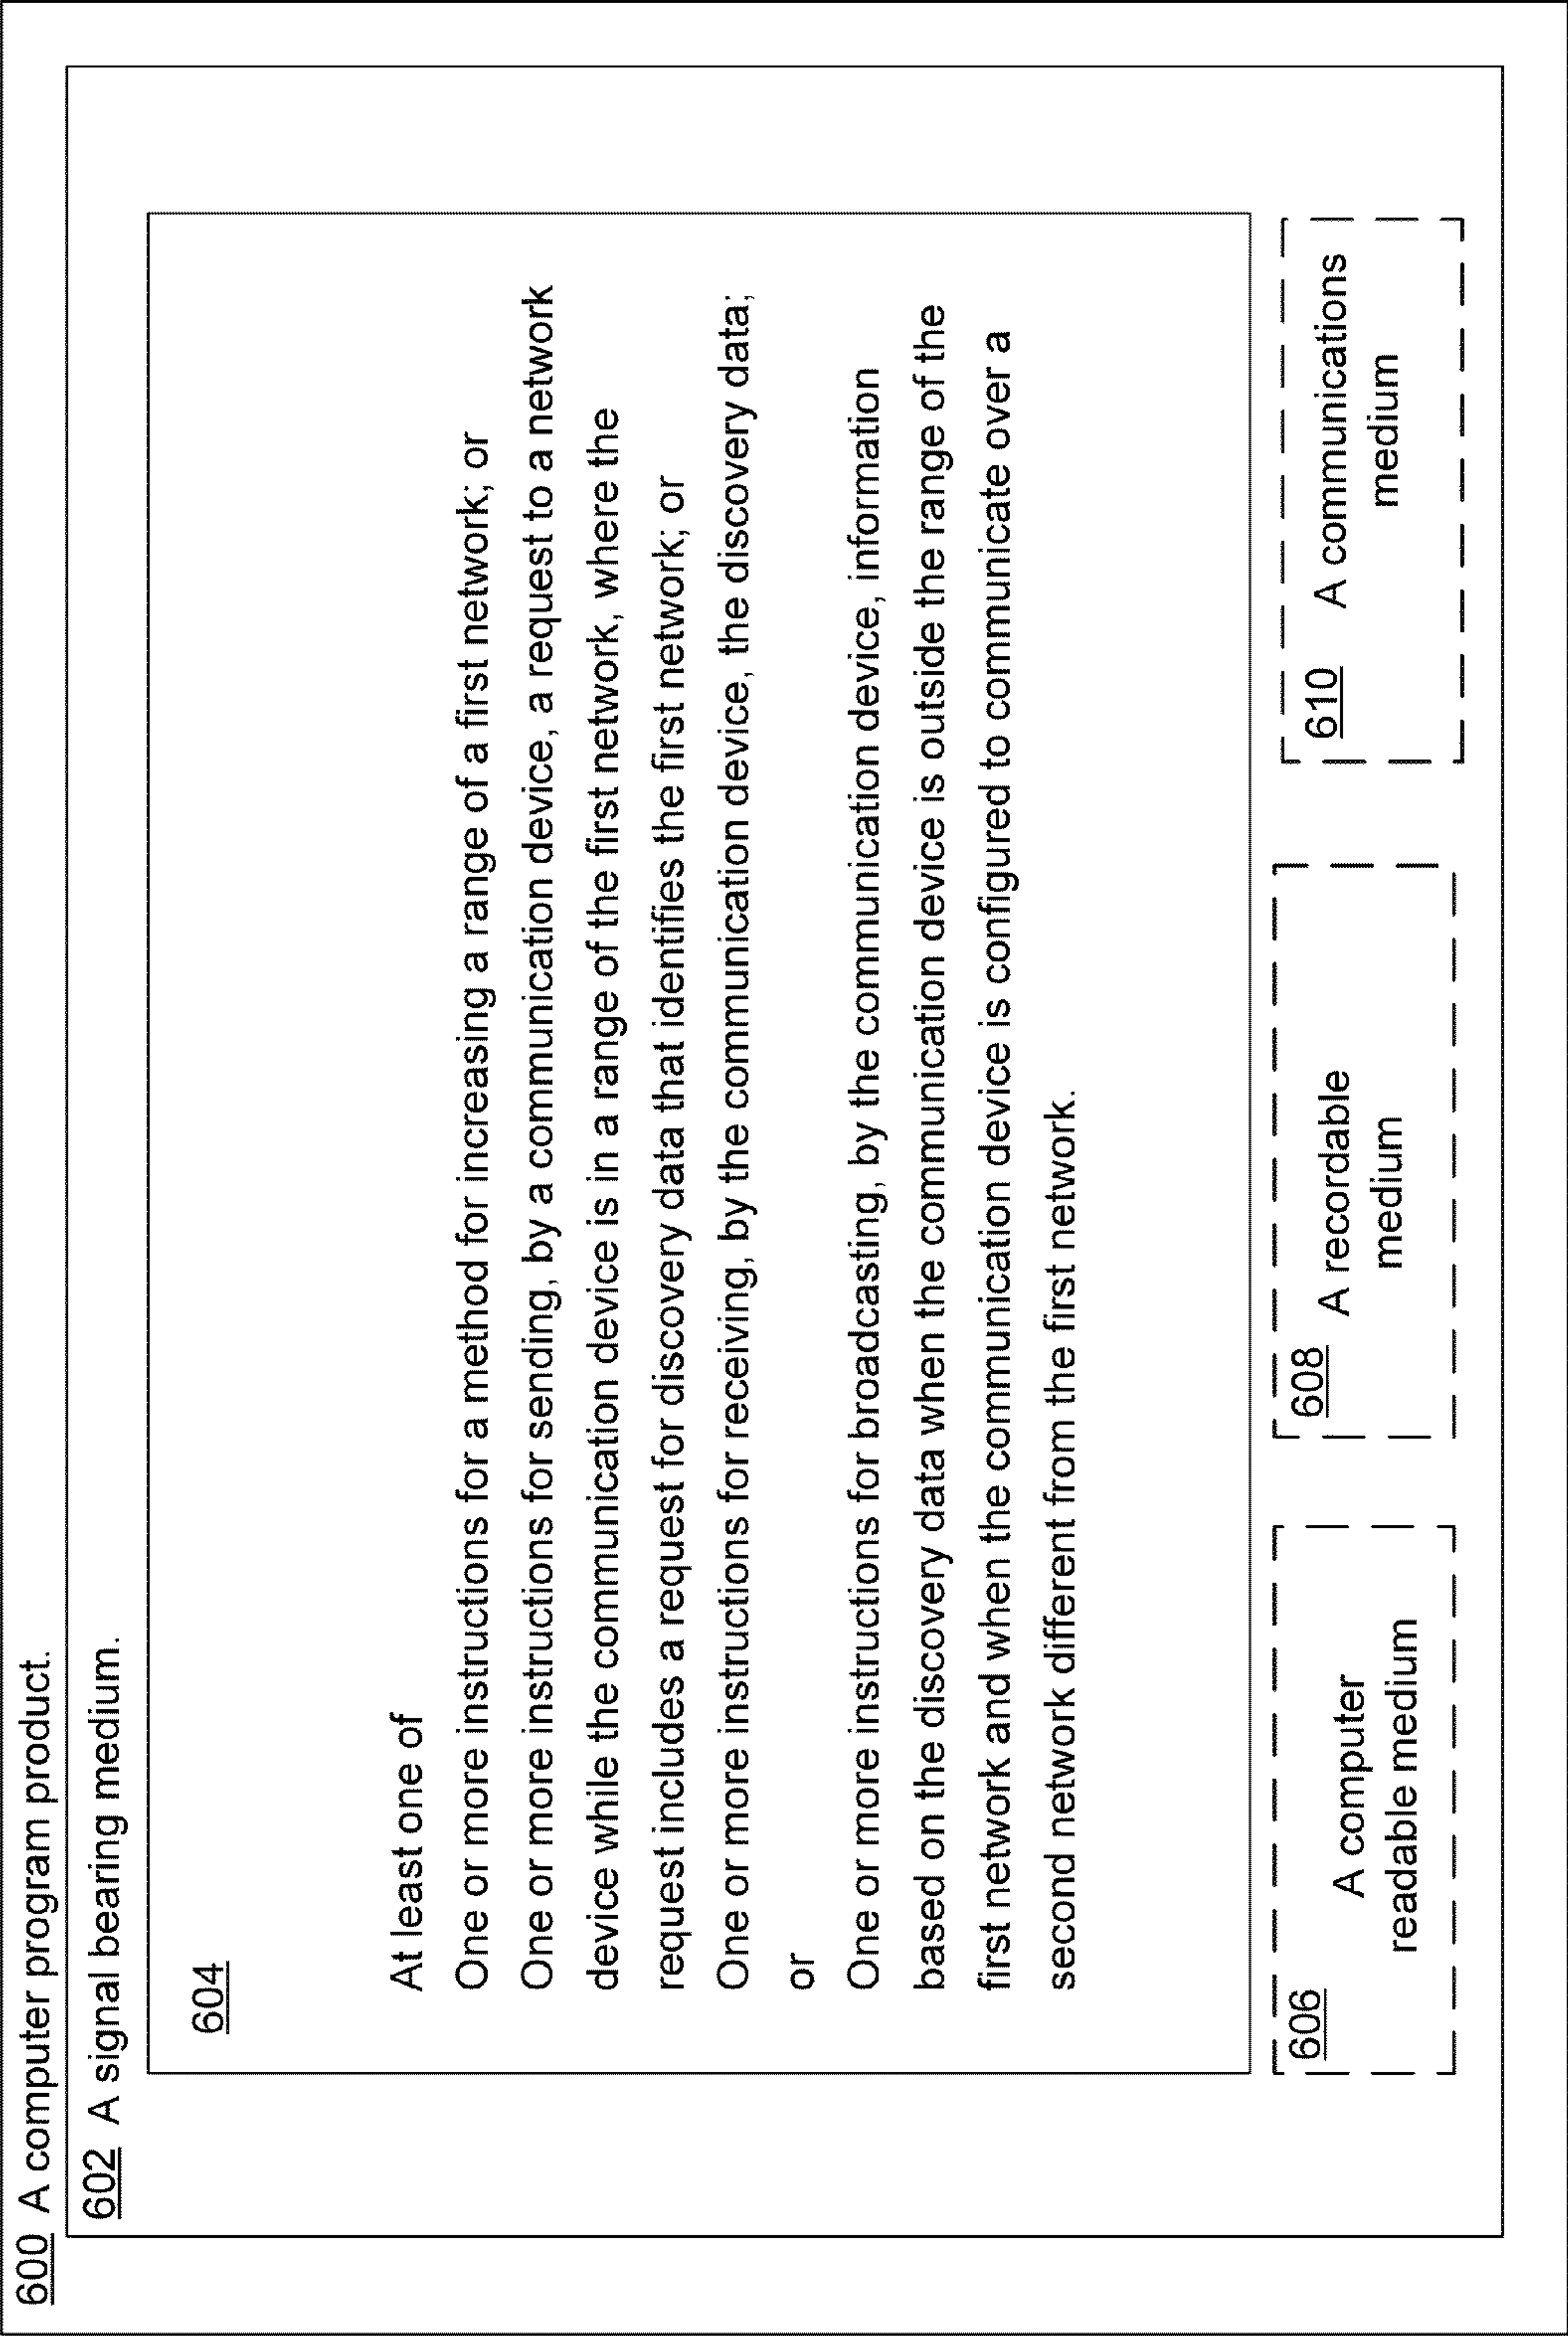 600 A computer program product.
602 A signal bearing medium.
604
At least one of
One or more instructions for a method for increasing a range of a first network; or
One or more instructions for sending, by a communication device, a request to a network
device while the communication device is in a range of the first network, where the
request includes a request for discovery data that identifies the first network; or
One or more instructions for receiving, by the communication device, the discovery data;
or
One or more instructions for broadcasting, by the communication device, information
based on the discovery data when the communication device is outside the range of the
first network and when the communication device is configured to communicate over a
second network different from the first network.
606
A computer
readable medium
608
A recordable
medium
610
A communications
medium